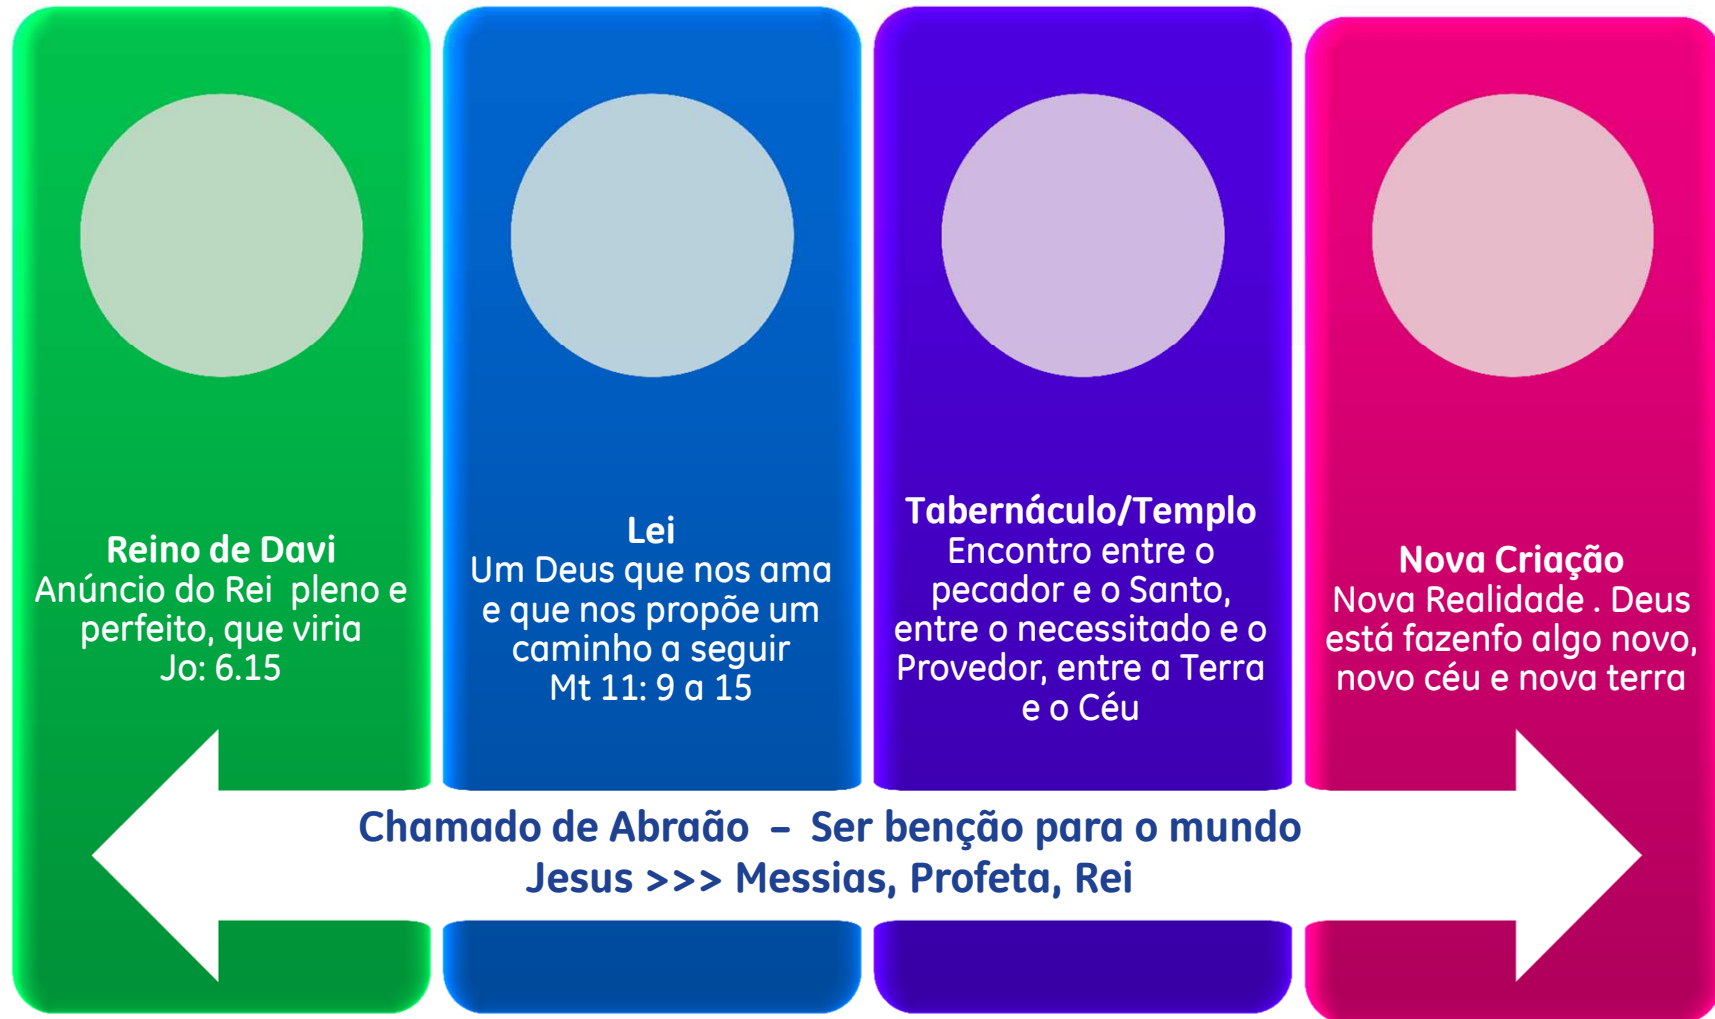 Reino de Davi
Anúncio do Rei  pleno e
perfeito, que viria
Jo: 6.15
Lei
Um Deus que nos ama
e que nos propõe um
caminho a seguir
Mt 11: 9 a 15
Tabernáculo/Templo
Encontro entre o
pecador e o Santo,
entre o necessitado e o
Provedor, entre a Terra
e o Céu
Nova Criação
Nova Realidade . Deus
está fazenfo algo novo,
novo céu e nova terra
Chamado de Abraão  –  Ser benção para o mundo
Jesus >>> Messias, Profeta, Rei